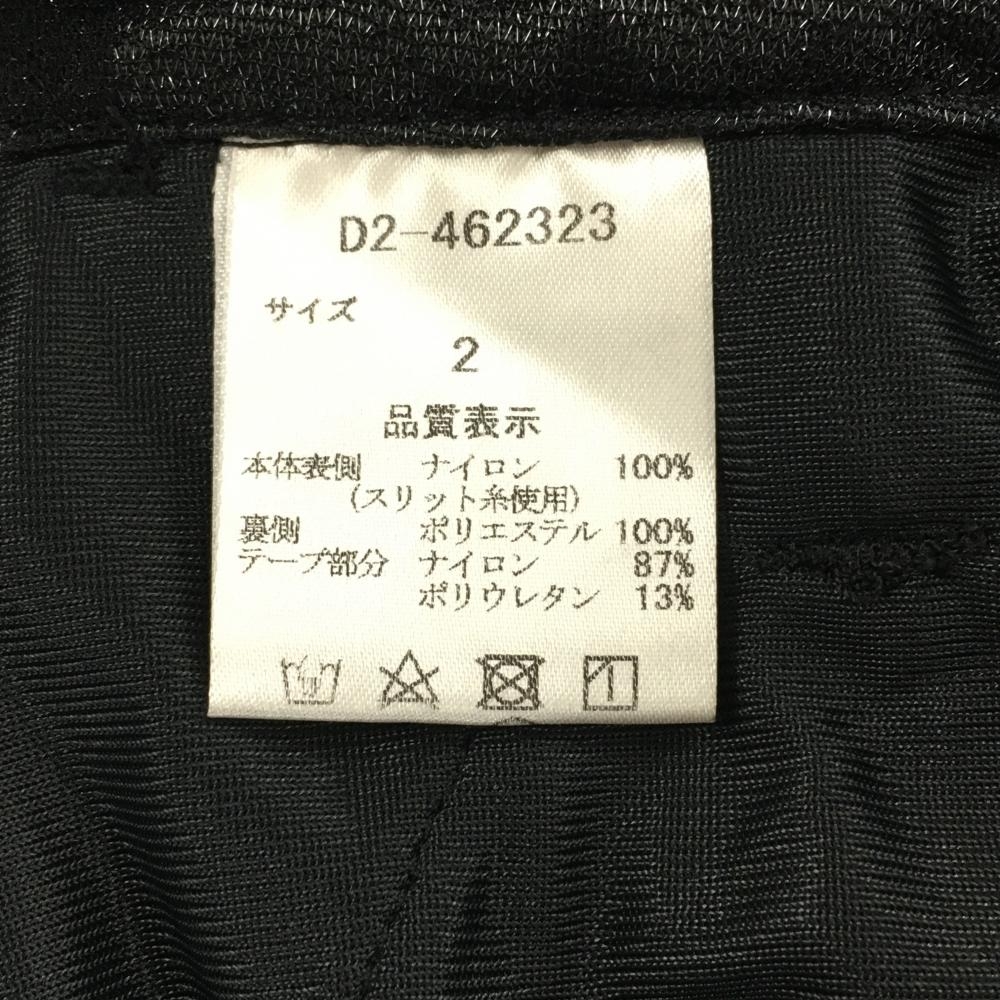 D2-462323
サイズ
2
品質表示
本体表側 ナイロン 100%
(スリット糸使用)
裏側 ポリエステル 100%
テープ部分 ナイロン 87%
ポリウレタン 13%